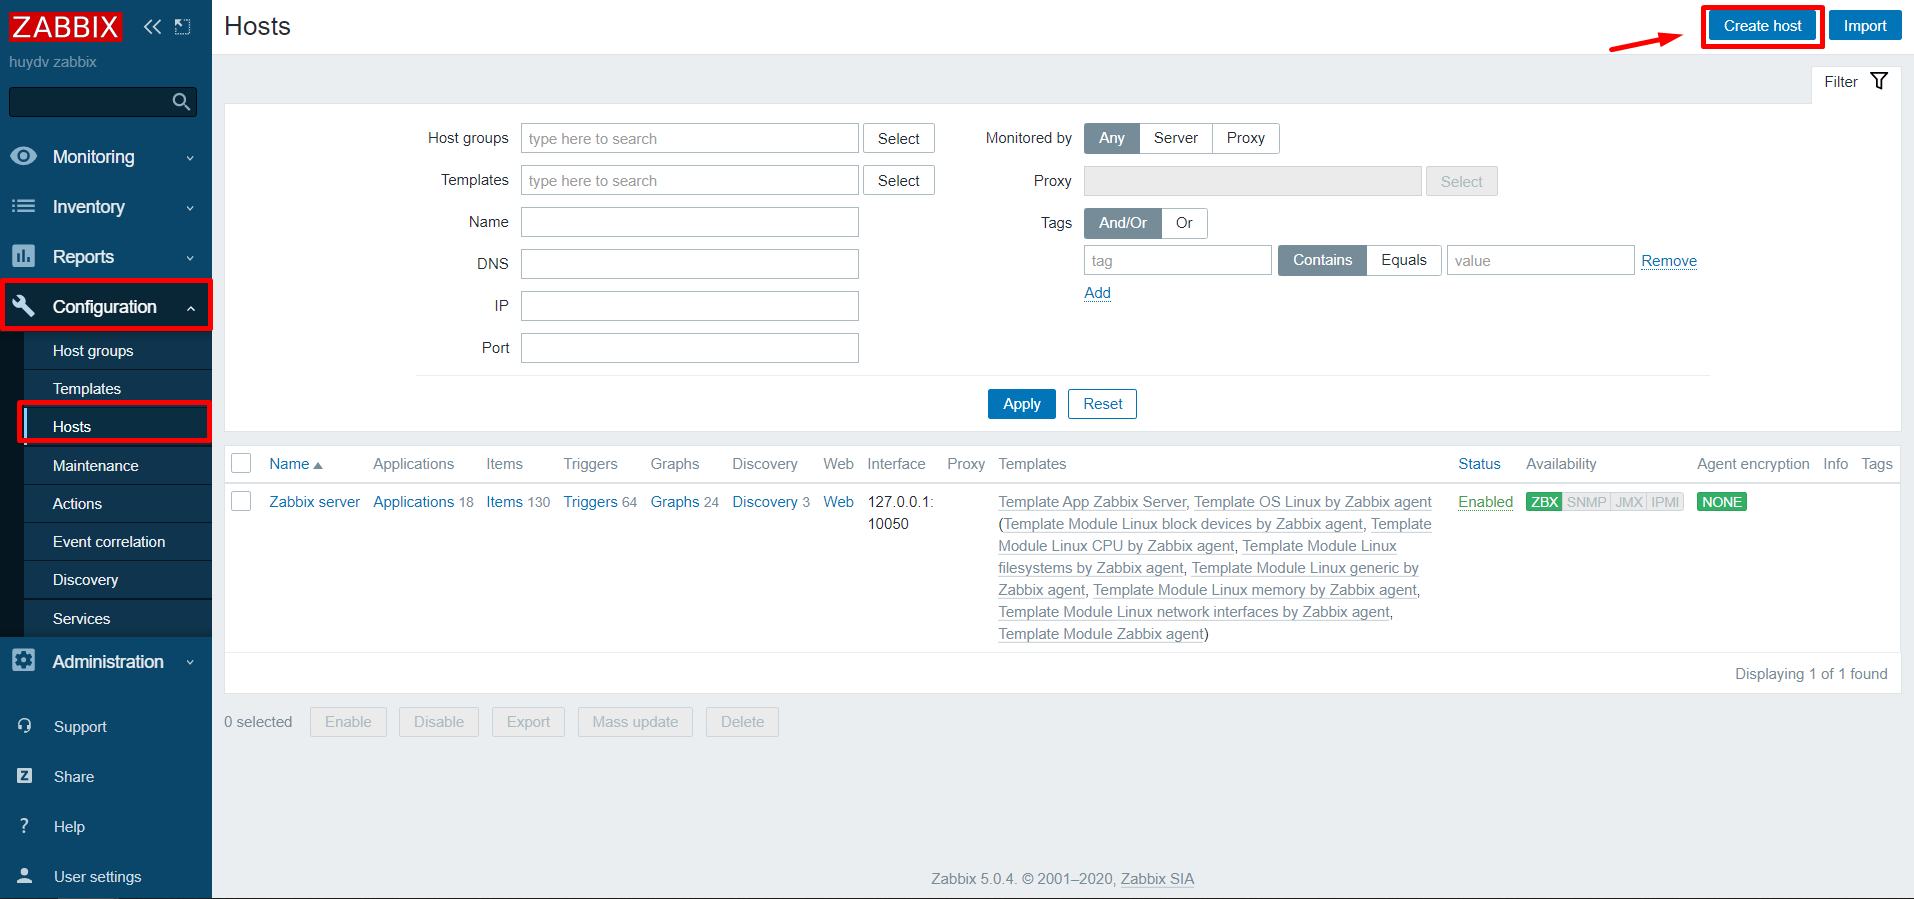 ZABBIX
huydv zabbix
Monitoring
Inventory
Reports
Configuration
Host groups
Templates
Hosts
Maintenance
Actions
Event correlation
Discovery
Services
Administration
Support
Z Share
? Help
User settings
Hosts
Create host Import
Filter
Host groups type here to search Select
Templates type here to search Select
Name
DNS
IP
Port
Monitored by Any Server Proxy
Proxy Select
Tags And/Or Or
tag Contains Equals value Remove
Add
Apply Reset
Name Applications Items Triggers Graphs Discovery Web Interface Proxy Templates Status Availability Agent encryption Info Tags
Zabbix server Applications 18 Items 130 Triggers 64 Graphs 24 Discovery 3 Web 127.0.0.1: 
10050
Template App Zabbix Server, Template OS Linux by Zabbix agent
(Template Module Linux block devices by Zabbix agent, Template
Module Linux CPU by Zabbix agent, Template Module Linux
filesystems by Zabbix agent, Template Module Linux generic by
Zabbix agent, Template Module Linux memory by Zabbix agent,
Template Module Linux network interfaces by Zabbix agent,
Template Module Zabbix agent)
Enabled ZBX SNMP JMX IPMI NONE
Displaying 1 of 1 found
0 selected Enable Disable Export Mass update Delete
Zabbix 5.0.4. © 2001–2020, Zabbix SIA